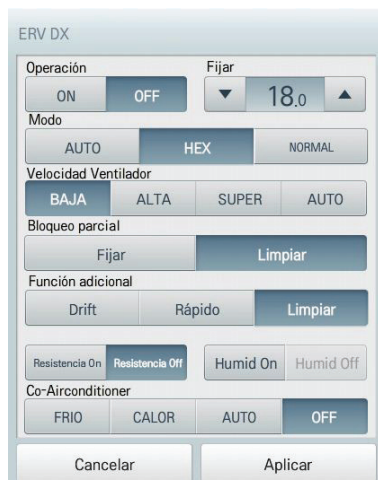 ERV DX
Operación Fijar
ON OFF ▼ 18.0 ▲
Modo
AUTO HEX NORMAL
Velocidad Ventilador
BAJA ALTA SUPER AUTO
Bloqueo parcial
Fijar Limpiar
Función adicional
Drift Rápido Limpiar
Resistencia On Resistencia Off Humid On Humid Off
Co-Airconditioner
FRIO CALOR AUTO OFF
Cancelar Aplicar